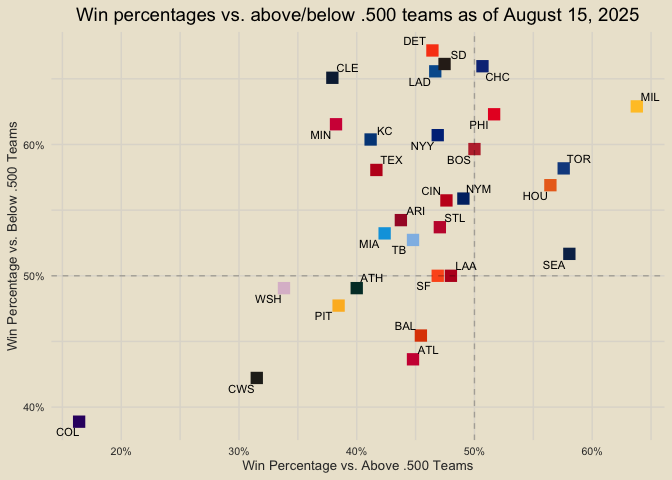 Win percentages vs. above/below .500 teams as of August 15, 2025
DET
SD
CLE
LAD
CHC
MIL
PHI
MIN
KC
NYY
BOS
60%
TEX
TOR
CIN
NYM
HOU
ARI
STL
MIA
TB
SEA
LAA
50%
ATH
SF
WSH
PIT
BAL
ATL
CWS
40%
COL
Win Percentage vs. Below .500 Teams
20%
30%
40%
50%
60%
Win Percentage vs. Above .500 Teams